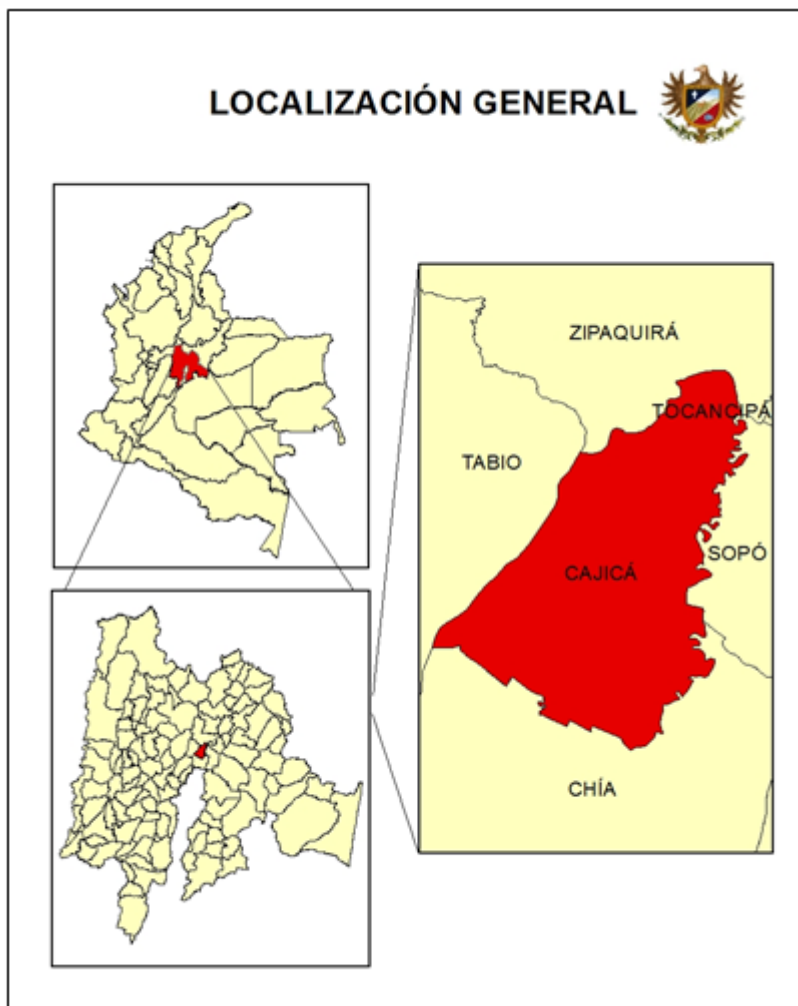 LOCALIZACIÓN GENERAL
ZIPAQUIRÁ
TOCANCIPÁ
TABIO
SOPÓ
CAJICÁ
CHÍA